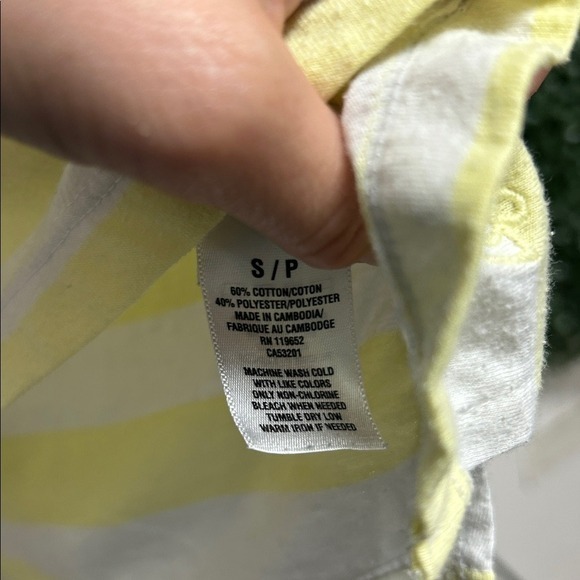 S / P
60% COTTON/COTON
40% POLYESTER/POLYESTER
MADE IN CAMBODIA/
FABRIQUE AU CAMBODGE
RN 119652
CA53201
MACHINE WASH COLD
WITH LIKE COLORS
ONLY NON-CHLORINE
BLEACH WHEN NEEDED
TUMBLE DRY LOW
WARM IRON IF NEEDED